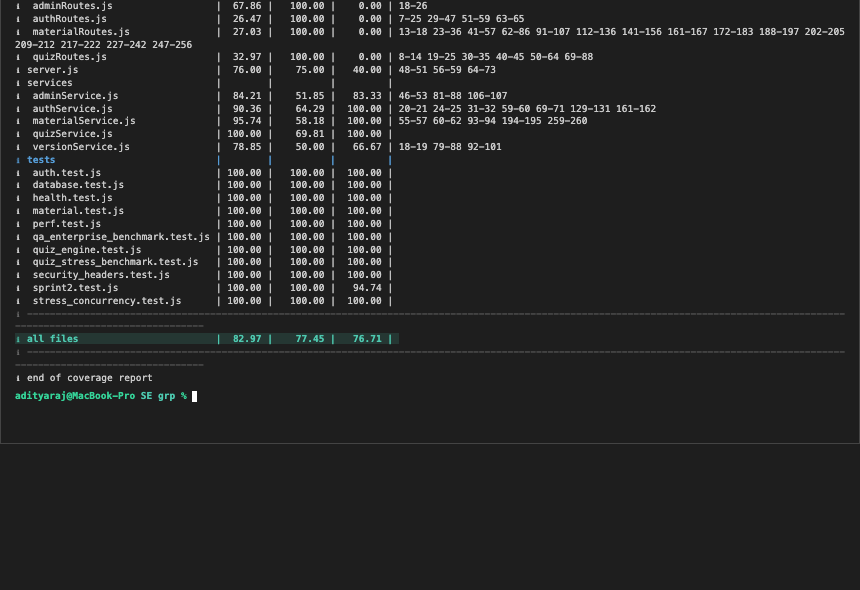 ℹ  adminRoutes.js | 67.86 | 100.00 | 0.00 | 18-26
ℹ  authRoutes.js | 26.47 | 100.00 | 0.00 | 7-25 29-47 51-59 63-65
ℹ  materialRoutes.js | 27.03 | 100.00 | 0.00 | 13-18 23-36 41-57 62-86 91-107 112-136 141-156 161-167 172-183 188-197 202-205
209-212 217-222 227-242 247-256
ℹ  quizRoutes.js | 32.97 | 100.00 | 0.00 | 8-14 19-25 30-35 40-45 50-64 69-88
ℹ server.js | 76.00 | 75.00 | 40.00 | 48-51 56-59 64-73
ℹ services | | | |
ℹ  adminService.js | 84.21 | 51.85 | 83.33 | 46-53 81-88 106-107
ℹ  authService.js | 90.36 | 64.29 | 100.00 | 20-21 24-25 31-32 59-60 69-71 129-131 161-162
ℹ  materialService.js | 95.74 | 58.18 | 100.00 | 55-57 60-62 93-94 194-195 259-260
ℹ  quizService.js | 100.00 | 69.81 | 100.00 |
ℹ  versionService.js | 78.85 | 50.00 | 66.67 | 18-19 79-88 92-101
ℹ tests | | | |
ℹ  auth.test.js | 100.00 | 100.00 | 100.00 |
ℹ  database.test.js | 100.00 | 100.00 | 100.00 |
ℹ  health.test.js | 100.00 | 100.00 | 100.00 |
ℹ  material.test.js | 100.00 | 100.00 | 100.00 |
ℹ  perf.test.js | 100.00 | 100.00 | 100.00 |
ℹ  qa_enterprise_benchmark.test.js | 100.00 | 100.00 | 100.00 |
ℹ  quiz_engine.test.js | 100.00 | 100.00 | 100.00 |
ℹ  quiz_stress_benchmark.test.js | 100.00 | 100.00 | 100.00 |
ℹ  security_headers.test.js | 100.00 | 100.00 | 100.00 |
ℹ  sprint2.test.js | 100.00 | 100.00 | 94.74 |
ℹ  stress_concurrency.test.js | 100.00 | 100.00 | 100.00 |
ℹ all files | 82.97 | 77.45 | 76.71 |
ℹ end of coverage report
adityaraj@MacBook-Pro SE grp %